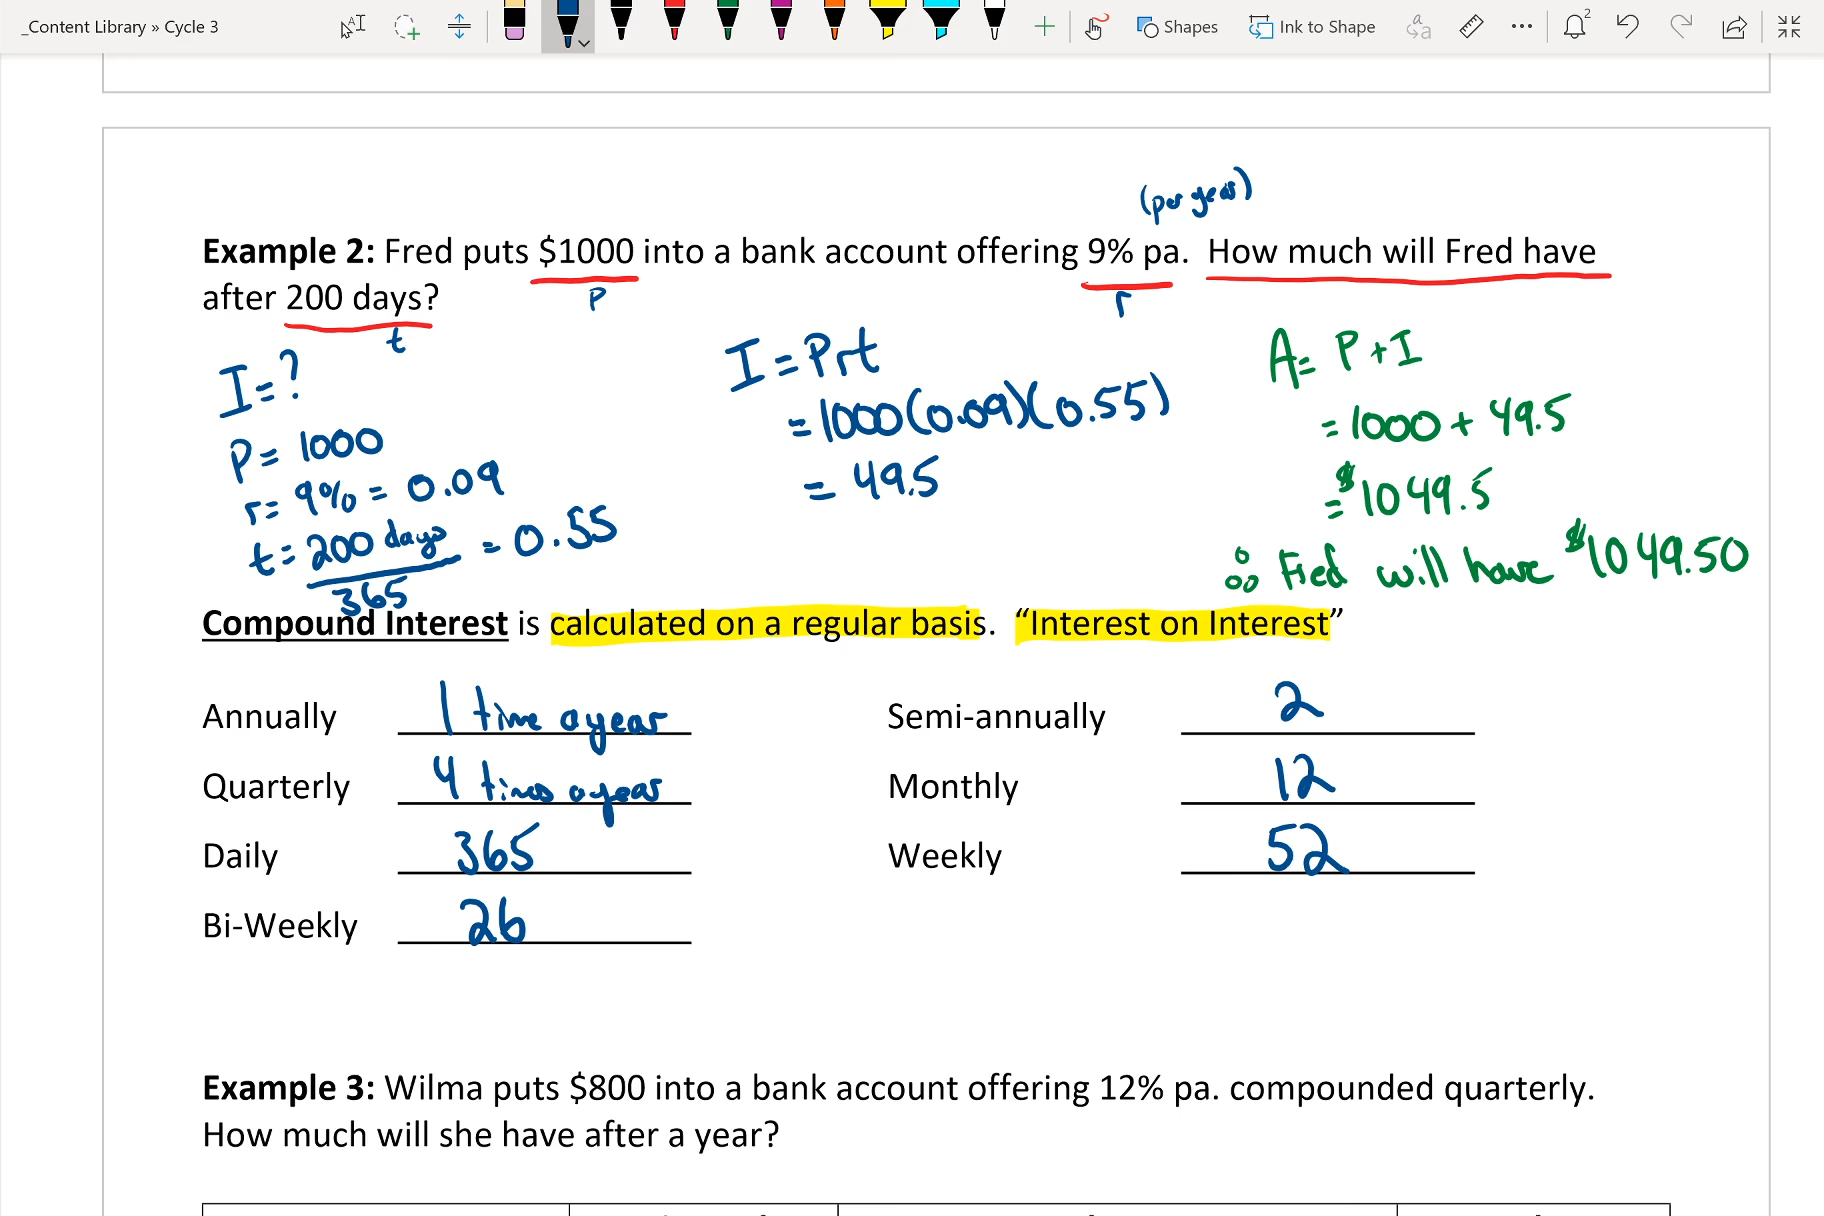 _Content Library » Cycle 3
Shapes
Ink to Shape
2
(per year)
Example 2: Fred puts $1000 into a bank account offering 9% pa. How much will Fred have
after 200 days?
P
r
t
I = ?
P = 1000
r = 9% = 0.09
t = 200 days = 0.55
365
I = Prt
= 1000(0.09)(0.55)
= 49.5
A = P + I
= 1000 + 49.5
= $1049.5
∴ Fred will have $1049.50
Compound Interest is calculated on a regular basis. “Interest on Interest”
Annually 1 time a year Semi-annually 2
Quarterly 4 times a year Monthly 12
Daily 365 Weekly 52
Bi-Weekly 26
Example 3: Wilma puts $800 into a bank account offering 12% pa. compounded quarterly.
How much will she have after a year?